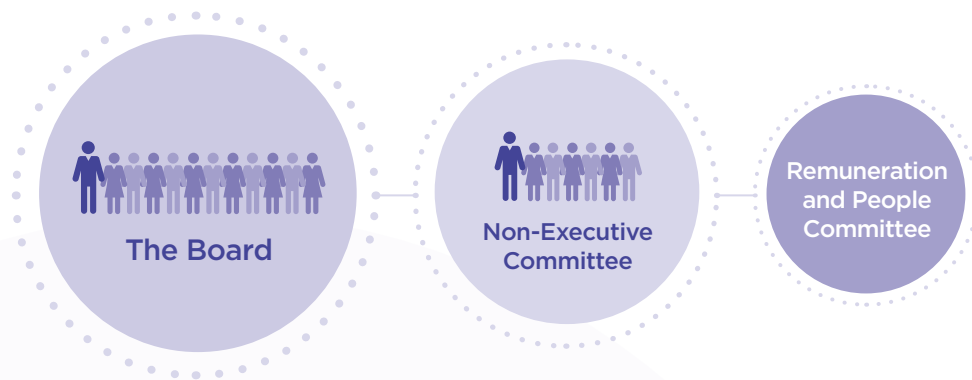 The Board
Non-Executive
Committee
Remuneration
and People
Committee